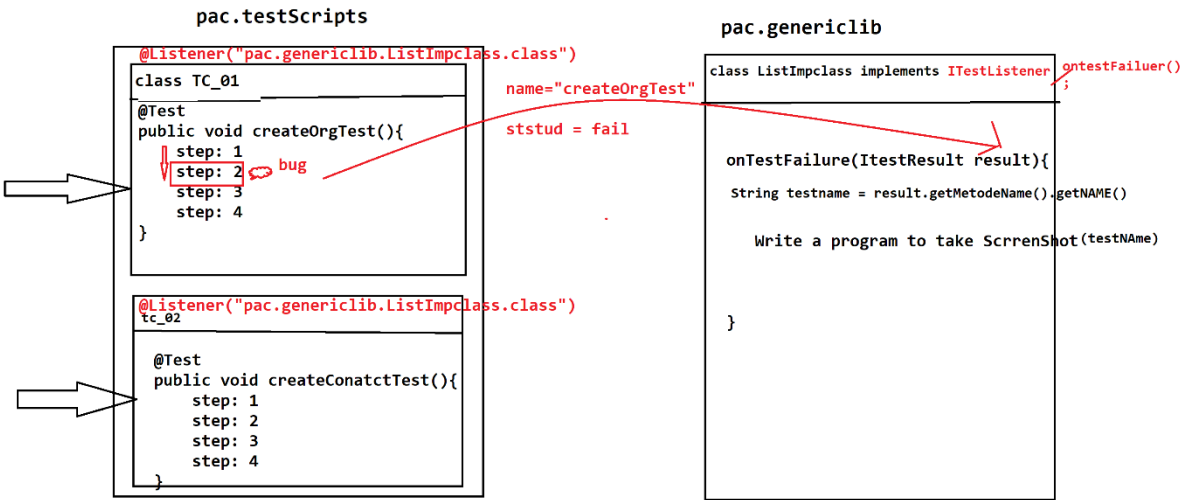 pac.testScripts
@Listener("pac.genericlib.ListImpclass.class")
class TC_01
@Test
public void createOrgTest(){
step: 1
step: 2
bug
step: 3
step: 4
}
@Listener("pac.genericlib.ListImpclass.class")
tc_02
@Test
public void createConatctTest(){
step: 1
step: 2
step: 3
step: 4
}
name="createOrgTest"
ststud = fail
pac.genericlib
class ListImpclass implements ITestListener
ontestFailuer()
;
onTestFailure(ItestResult result){
String testname = result.getMetodeName().getNAME()
Write a program to take ScrrenShot(testNAme)
}